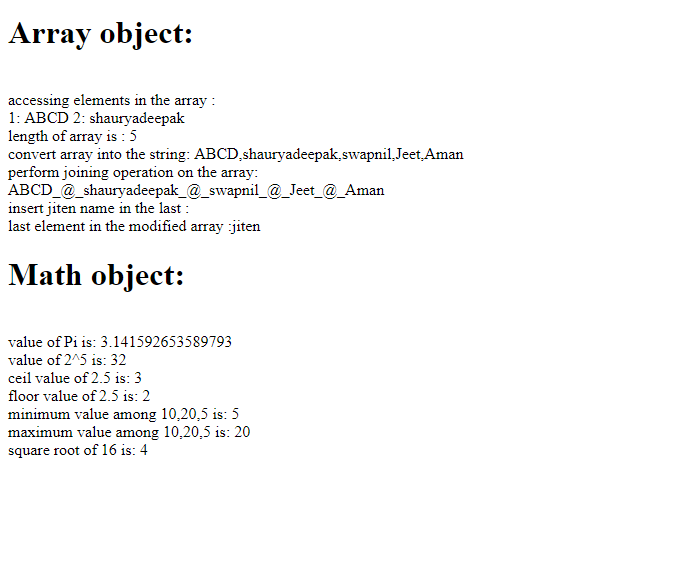 Array object:
accessing elements in the array :
1: ABCD 2: shauryadeepak
length of array is : 5
convert array into the string: ABCD,shauryadeepak,swapnil,Jeet,Aman
perform joining operation on the array:
ABCD_@_shauryadeepak_@_swapnil_@_Jeet_@_Aman
insert jiten name in the last :
last element in the modified array :jiten
Math object:
value of Pi is: 3.141592653589793
value of 2^5 is: 32
ceil value of 2.5 is: 3
floor value of 2.5 is: 2
minimum value among 10,20,5 is: 5
maximum value among 10,20,5 is: 20
square root of 16 is: 4